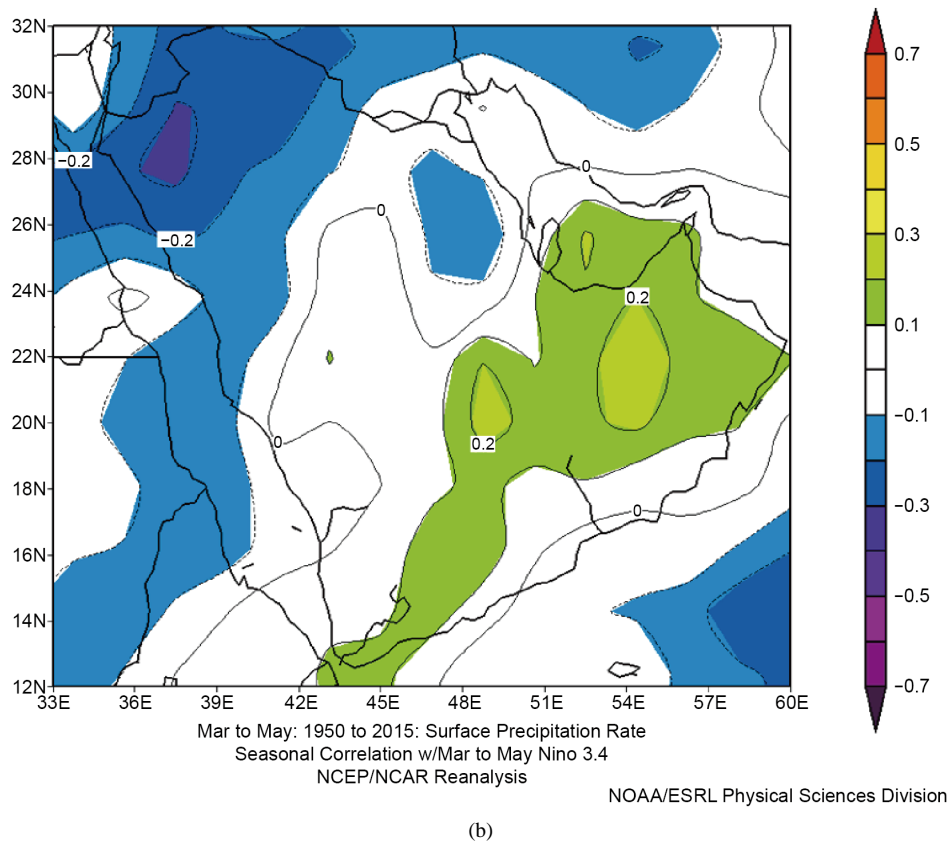 32N
30N
28N
26N
24N
22N
20N
18N
16N
14N
12N
33E 36E 39E 42E 45E 48E 51E 54E 57E 60E
−0.2
−0.2
0
0
0
0.2
0.2
0
0.7
0.5
0.3
0.1
−0.1
−0.3
−0.5
−0.7
Mar to May: 1950 to 2015: Surface Precipitation Rate
Seasonal Correlation w/Mar to May Nino 3.4
NCEP/NCAR Reanalysis
NOAA/ESRL Physical Sciences Division
(b)